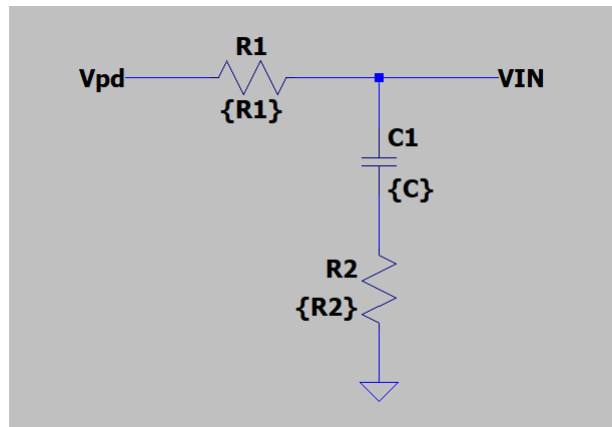 R1
Vpd
VIN
{R1}
C1
{C}
R2
{R2}